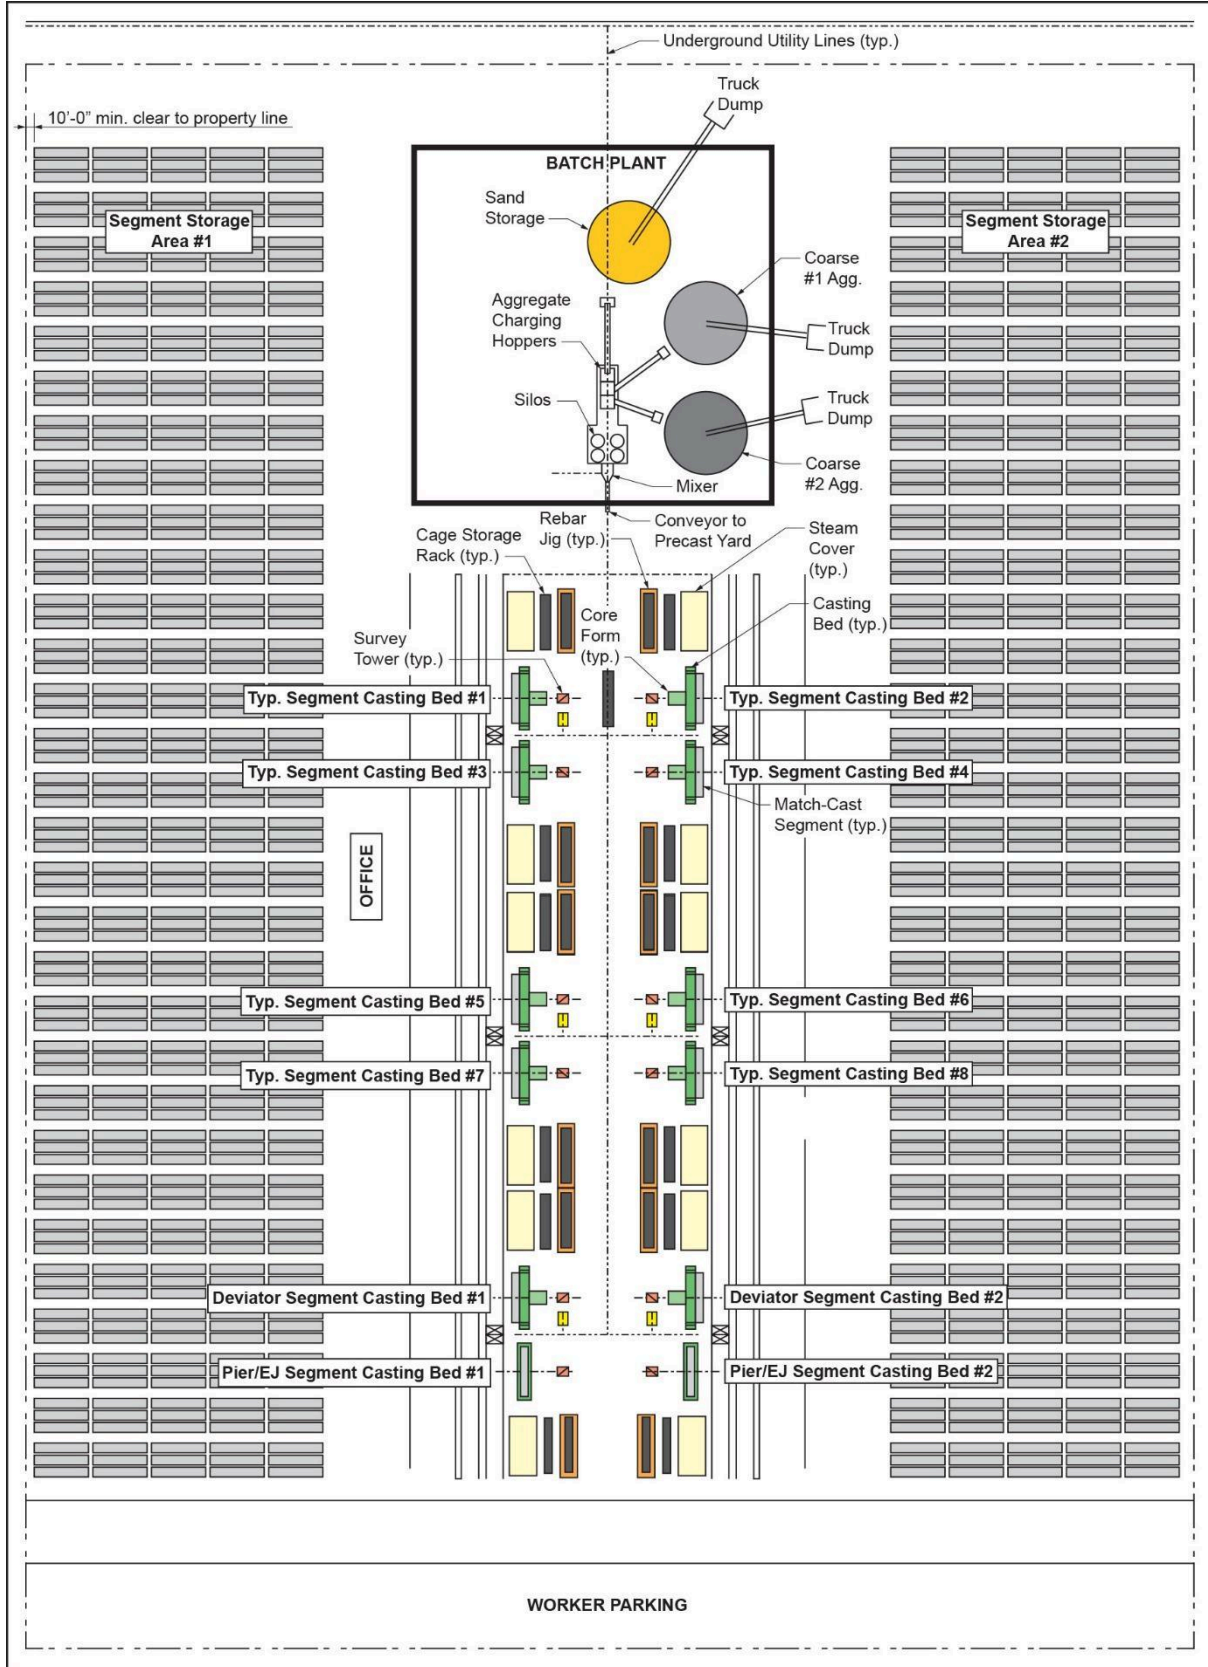 Underground Utility Lines (typ.)
Truck
Dump
10'-0" min. clear to property line
BATCH PLANT
Sand
Storage
Segment Storage
Area #1
Segment Storage
Area #2
Coarse
#1 Agg.
Aggregate
Charging
Hoppers
Truck
Dump
Silos
Truck
Dump
Coarse
#2 Agg.
Mixer
Cage Storage
Rack (typ.)
Rebar
Jig (typ.)
Conveyor to
Precast Yard
Steam
Cover
(typ.)
Survey
Tower (typ.)
Core
Form
(typ.)
Casting
Bed (typ.)
Typ. Segment Casting Bed #1
Typ. Segment Casting Bed #2
Typ. Segment Casting Bed #3
Typ. Segment Casting Bed #4
Match-Cast
Segment (typ.)
OFFICE
Typ. Segment Casting Bed #5
Typ. Segment Casting Bed #6
Typ. Segment Casting Bed #7
Typ. Segment Casting Bed #8
Deviator Segment Casting Bed #1
Deviator Segment Casting Bed #2
Pier/EJ Segment Casting Bed #1
Pier/EJ Segment Casting Bed #2
WORKER PARKING